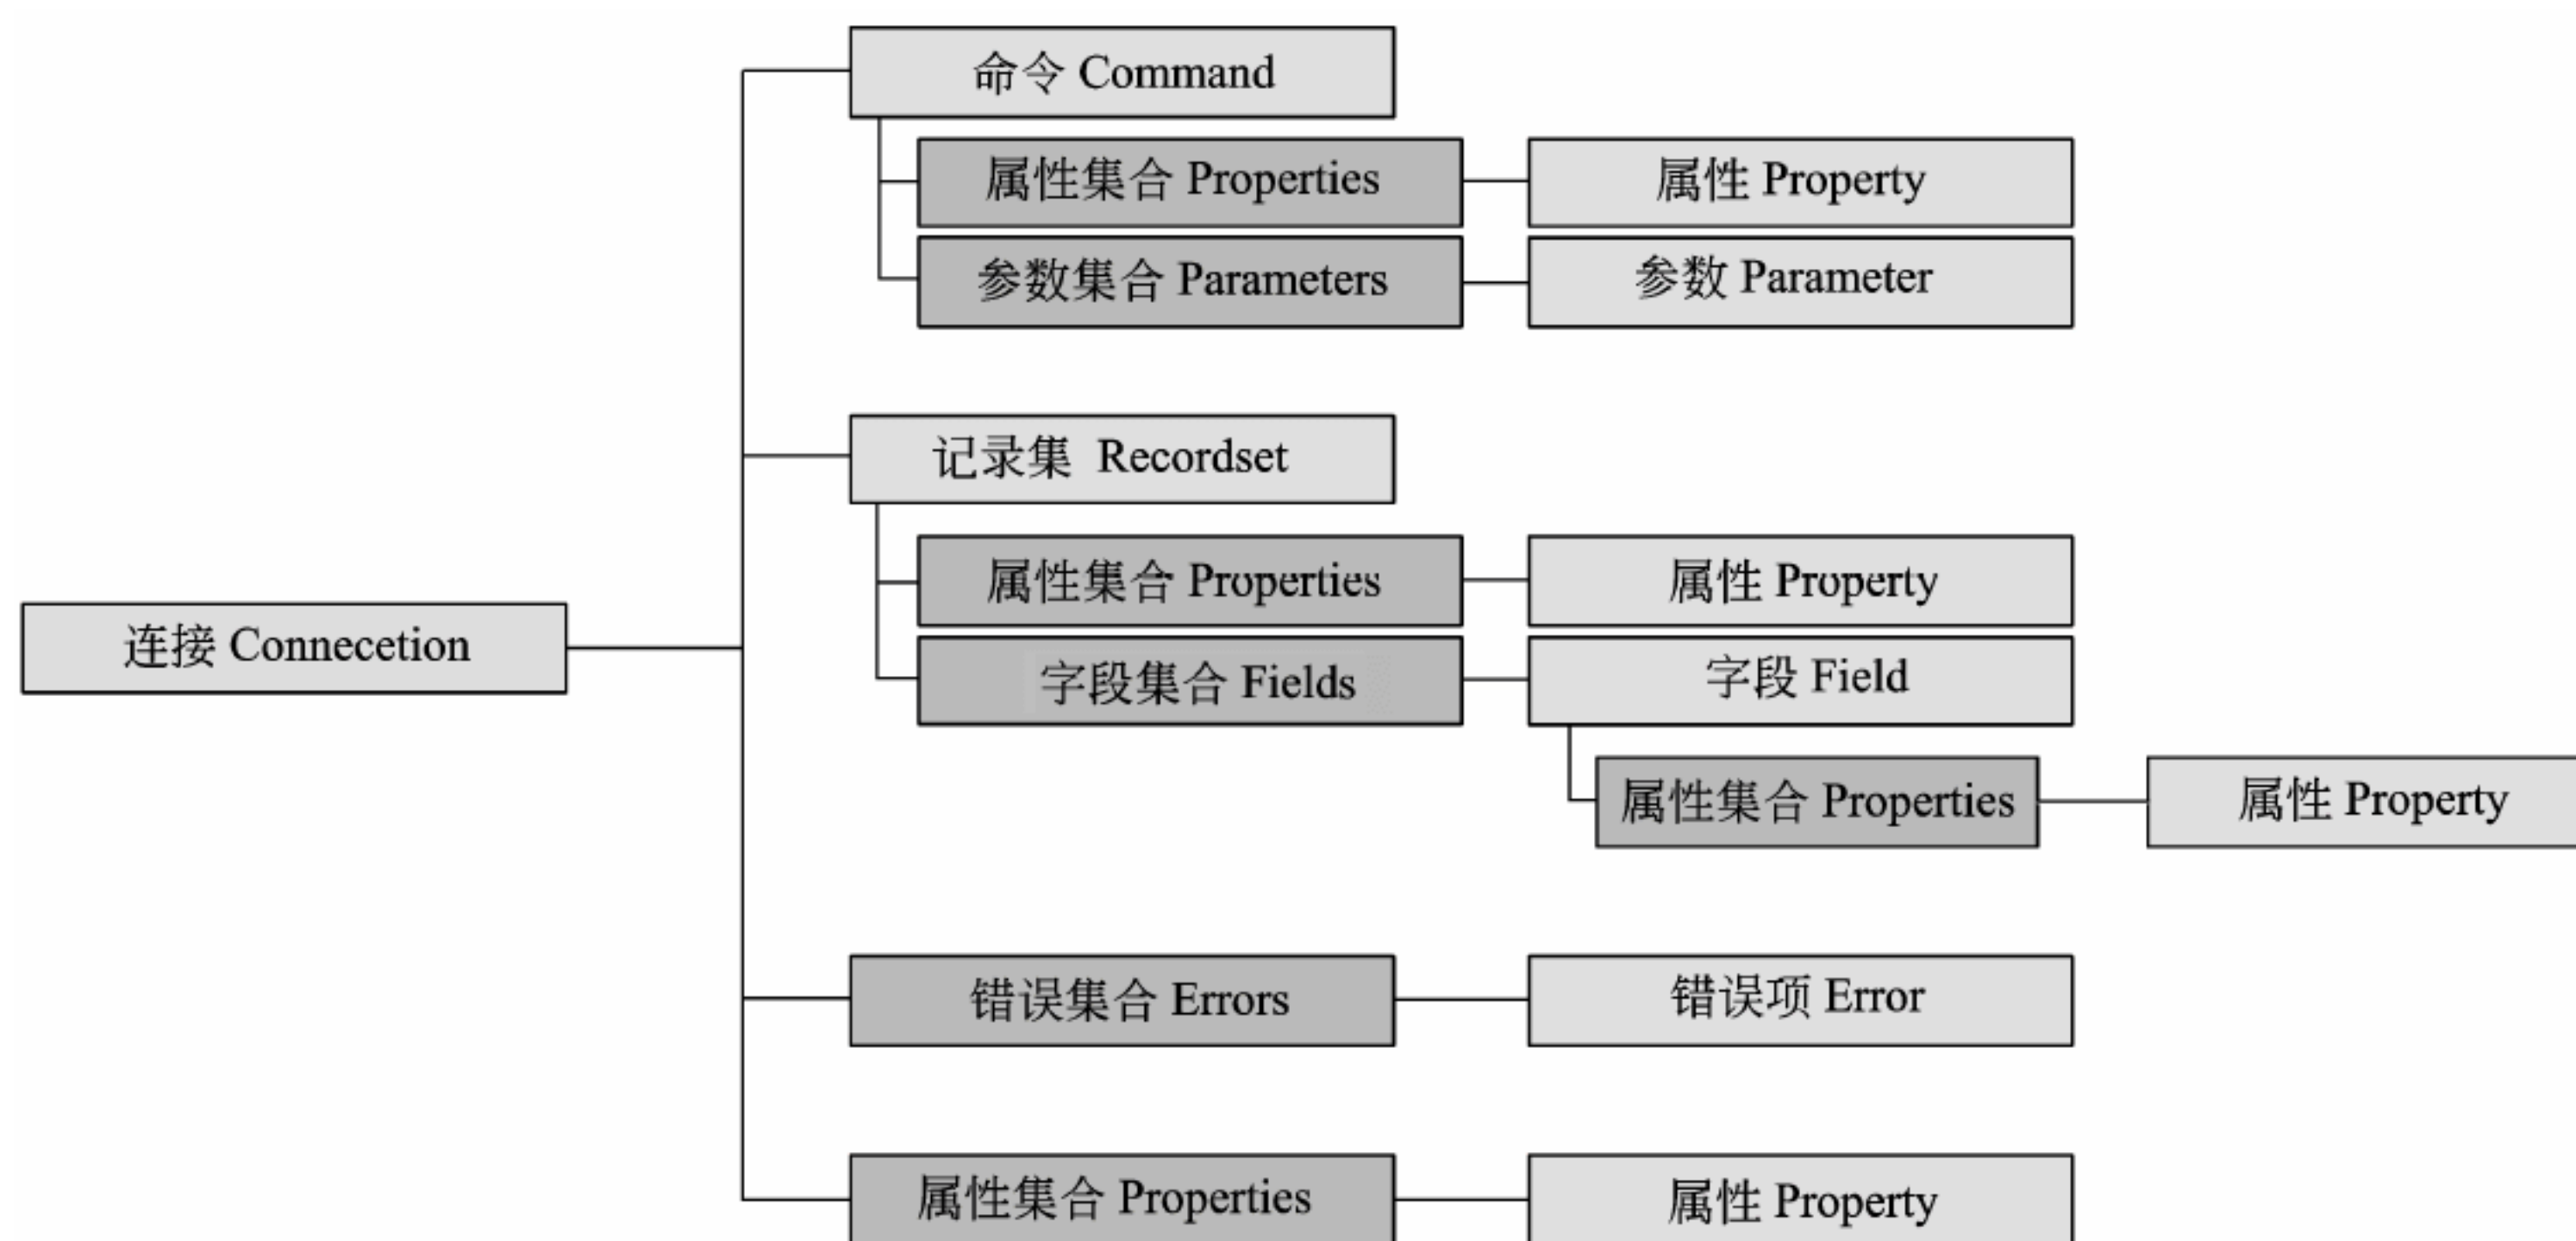 命令 Command
属性集合 Properties
属性 Property
参数集合 Parameters
参数 Parameter
记录集 Recordset
属性集合 Properties
属性 Property
连接 Connecetion
字段集合 Fields
字段 Field
属性集合 Properties
属性 Property
错误集合 Errors
错误项 Error
属性集合 Properties
属性 Property